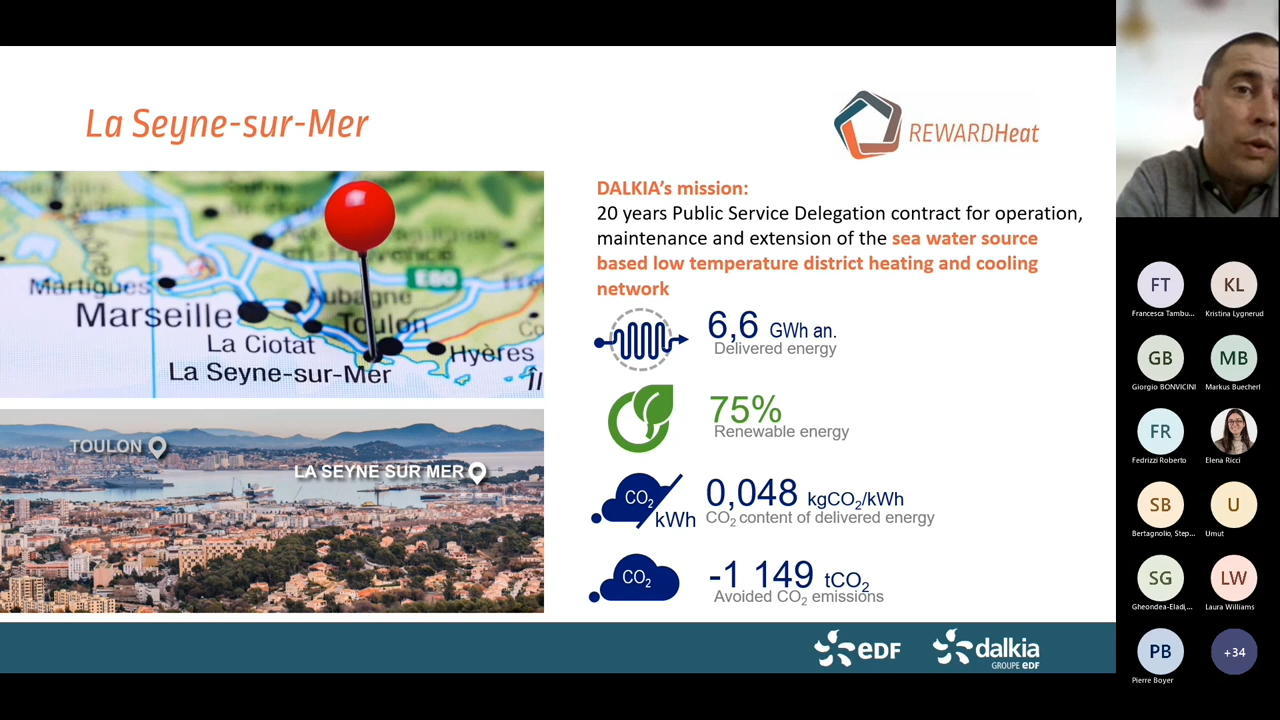 La Seyne-sur-Mer
REWARDHeat
Martigues
Marseille
Aubagne
Toulon
La Ciotat
Hyères
La Seyne-sur-Mer
E80
TOULON
LA SEYNE SUR MER
DALKIA's mission:
20 years Public Service Delegation contract for operation,
maintenance and extension of the sea water source
based low temperature district heating and cooling
network
6,6 GWh an.
Delivered energy
75%
Renewable energy
CO2
kWh
0,048 kgCO2/kWh
CO2 content of delivered energy
CO2
-1 149 tCO2
Avoided CO2 emissions
eDF
dalkia
GROUPE eDF
FT
Francesca Tambu...
KL
Kristina Lygnerud
GB
Giorgio BONVICINI
MB
Markus Buecherl
FR
Fedrizzi Roberto
Elena Ricci
SB
Bertagnolio, Step...
U
Umut
SG
Gheondea-Eladi,...
LW
Laura Williams
PB
Pierre Boyer
+34